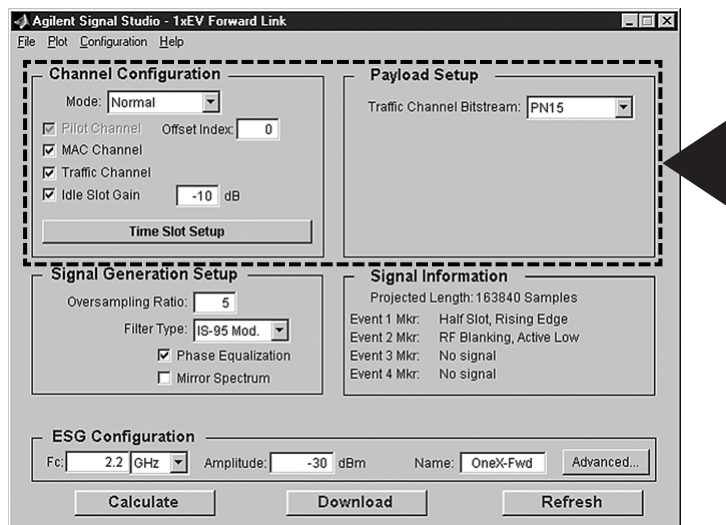 Agilent Signal Studio - 1xEV Forward Link
File Plot Configuration Help
Channel Configuration
Mode: Normal
Pilot Channel Offset Index: 0
MAC Channel
Traffic Channel
Idle Slot Gain -10 dB
Time Slot Setup
Payload Setup
Traffic Channel Bitstream: PN15
Signal Generation Setup
Oversampling Ratio: 5
Filter Type: IS-95 Mod.
Phase Equalization
Mirror Spectrum
Signal Information
Projected Length: 163840 Samples
Event 1 Mkr: Half Slot, Rising Edge
Event 2 Mkr: RF Blanking, Active Low
Event 3 Mkr: No signal
Event 4 Mkr: No signal
ESG Configuration
Fc: 2.2 GHz Amplitude: -30 dBm Name: OneX-Fwd Advanced...
Calculate Download Refresh